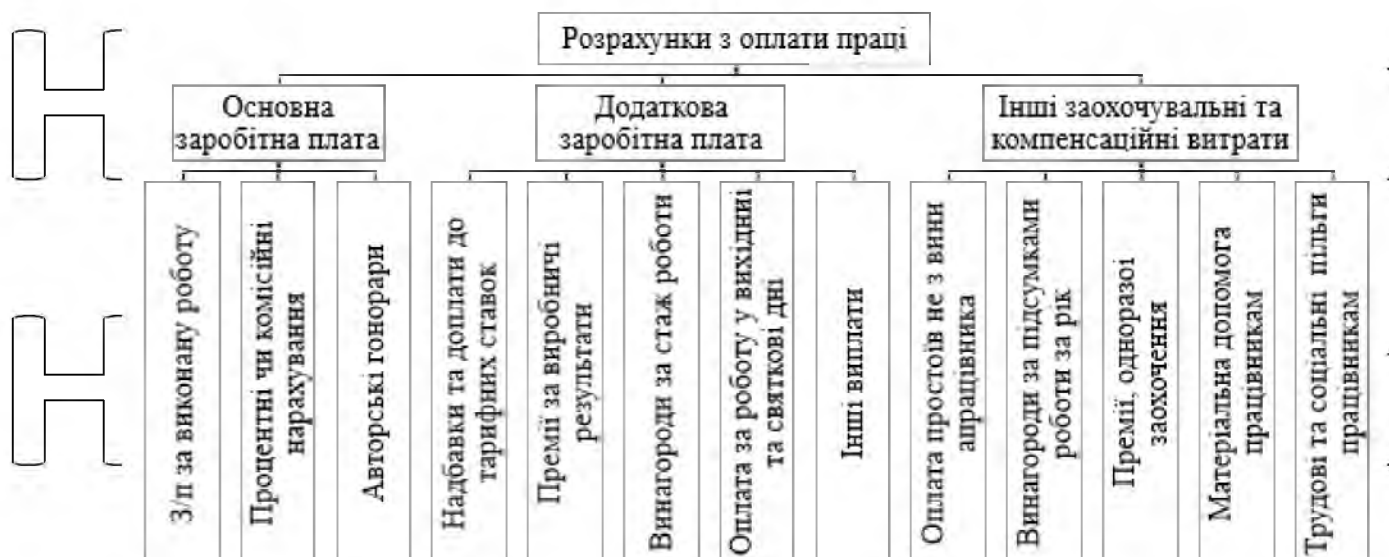 Розрахунки з оплати праці
Основна
заробітна плата
Додаткова
заробітна плата
Інші заохочувальні та
компенсаційні витрати
З/п за виконану роботу
Процентні чи комісійні
нарахування
Авторські гонорари
Надбавки та доплати до
тарифних ставок
Премії за виробничі
результати
Винагороди за стаж роботи
Оплата за роботу у вихідниі
та святкові дні
Інші виплати
Оплата простоїв не з вини
апрацівника
Винагороди за підсумками
роботи за рік
Премії, одноразоі
заохочення
Матеріальна допомога
працівникам
Трудові та соціальні пільги
працівникам